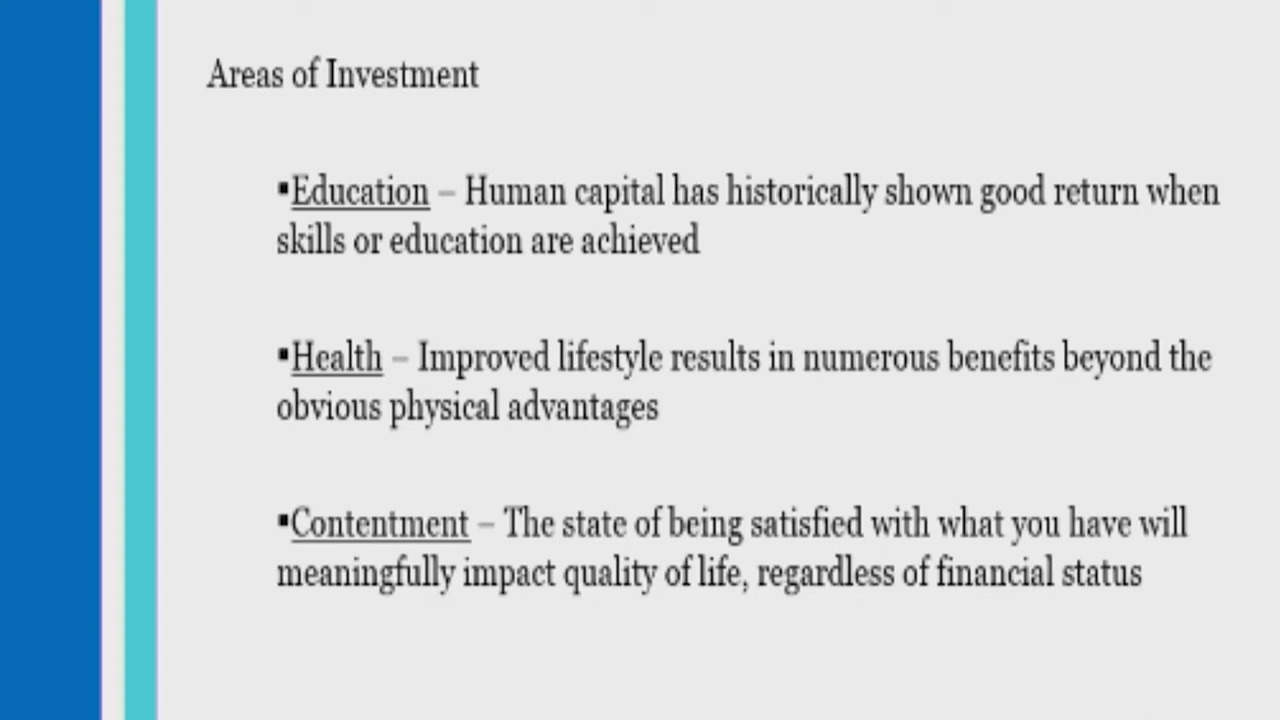 Areas of Investment
▪Education – Human capital has historically shown good return when
skills or education are achieved
▪Health – Improved lifestyle results in numerous benefits beyond the
obvious physical advantages
▪Contentment – The state of being satisfied with what you have will
meaningfully impact quality of life, regardless of financial status